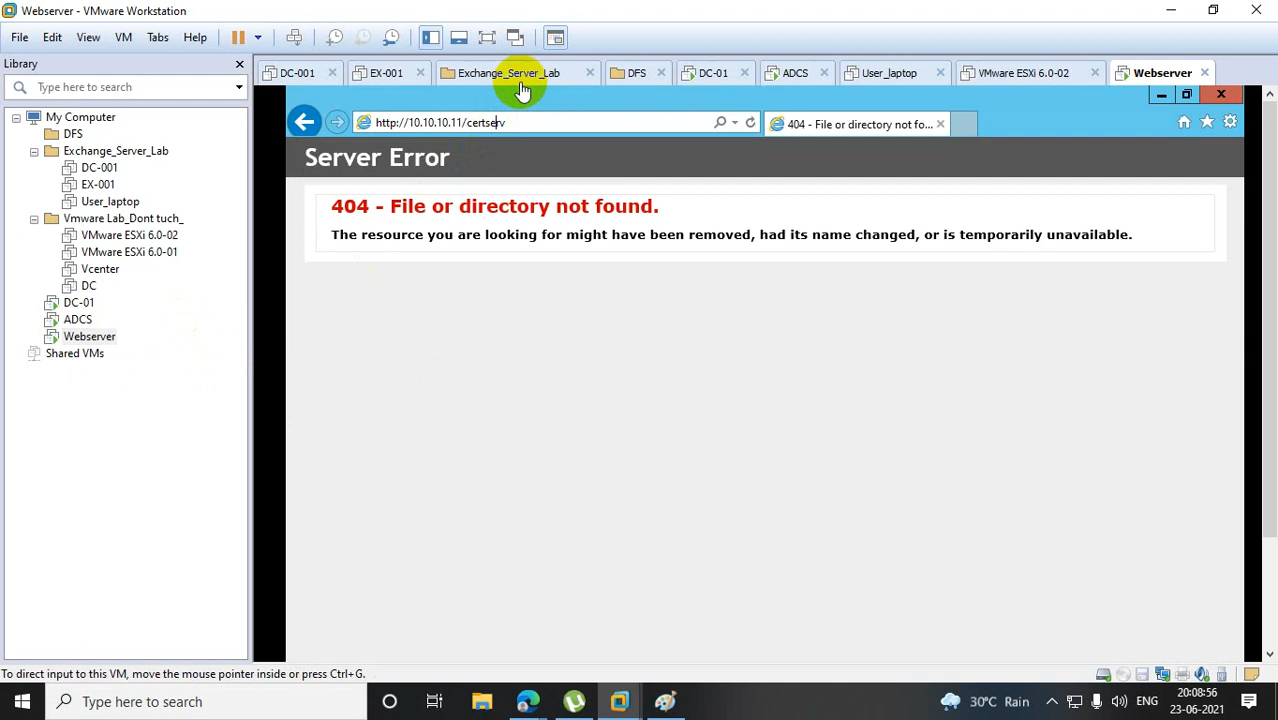 Webserver - VMware Workstation
File Edit View VM Tabs Help
Library
Type here to search
My Computer
DFS
Exchange_Server_Lab
DC-001
EX-001
User_laptop
Vmware Lab_Dont tuch_
VMware ESXi 6.0-02
VMware ESXi 6.0-01
Vcenter
DC
DC-01
ADCS
Webserver
Shared VMs
DC-001 EX-001 Exchange_Server_Lab DFS DC-01 ADCS User_laptop VMware ESXi 6.0-02 Webserver
http://10.10.10.11/certserv 404 - File or directory not fo...
Server Error
404 - File or directory not found.
The resource you are looking for might have been removed, had its name changed, or is temporarily unavailable.
To direct input to this VM, move the mouse pointer inside or press Ctrl+G.
Type here to search
30°C Rain
ENG
20:08:56
23-06-2021